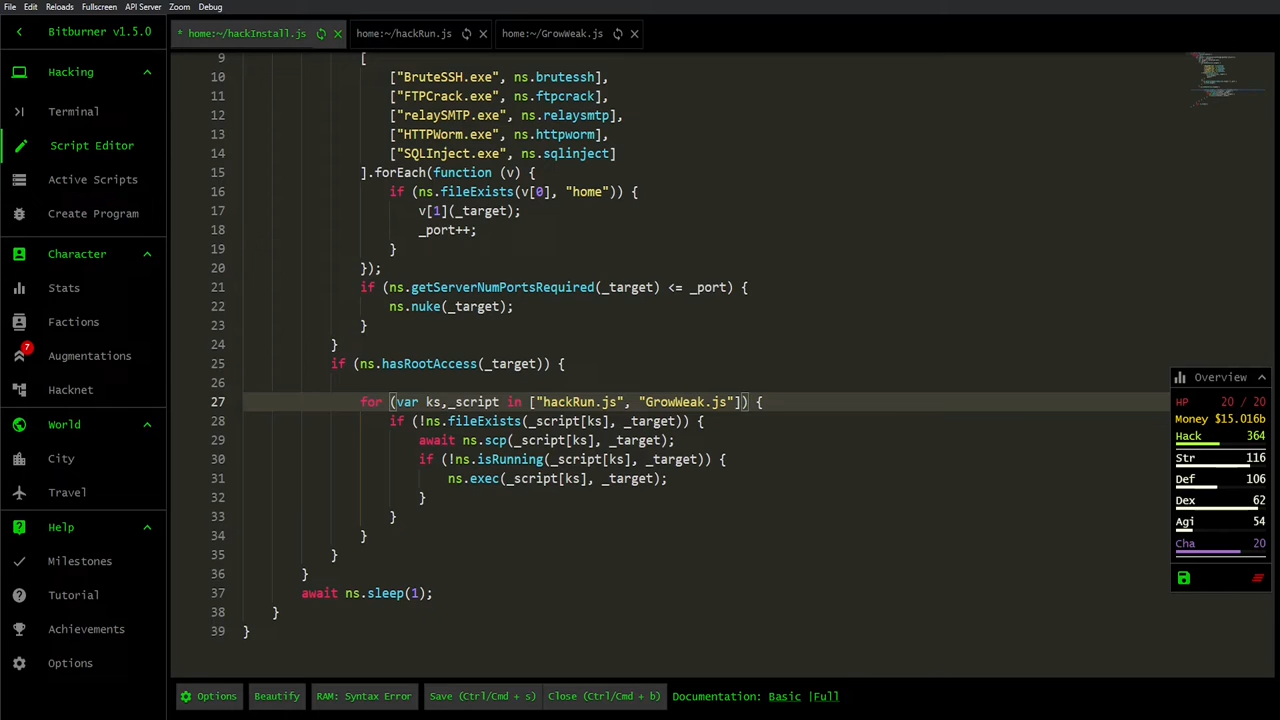 File Edit Reloads Fullscreen API Server Zoom Debug
Bitburner v1.5.0
* home:~/hackInstall.js
home:~/hackRun.js
home:~/GrowWeak.js
Hacking
Terminal
Script Editor
Active Scripts
Create Program
Character
Stats
Factions
7
Augmentations
Hacknet
World
City
Travel
Help
Milestones
Tutorial
Achievements
Options
9 [
10 ["BruteSSH.exe", ns.brutessh],
11 ["FTPCrack.exe", ns.ftpcrack],
12 ["relaySMTP.exe", ns.relaysmtp],
13 ["HTTPWorm.exe", ns.httpworm],
14 ["SQLInject.exe", ns.sqlinject]
15 ].forEach(function (v) {
16 if (ns.fileExists(v[0], "home")) {
17 v[1](_target);
18 _port++;
19 }
20 });
21 if (ns.getServerNumPortsRequired(_target) <= _port) {
22 ns.nuke(_target);
23 }
24 }
25 if (ns.hasRootAccess(_target)) {
26
27 for (var ks,_script in ["hackRun.js", "GrowWeak.js"]) {
28 if (!ns.fileExists(_script[ks], _target)) {
29 await ns.scp(_script[ks], _target);
30 if (!ns.isRunning(_script[ks], _target)) {
31 ns.exec(_script[ks], _target);
32 }
33 }
34 }
35 }
36 }
37 await ns.sleep(1);
38 }
39 }
Overview
HP 20 / 20
Money $15.016b
Hack 364
Str 116
Def 106
Dex 62
Agi 54
Cha 20
Options Beautify RAM: Syntax Error Save (Ctrl/Cmd + s) Close (Ctrl/Cmd + b) Documentation: Basic |Full